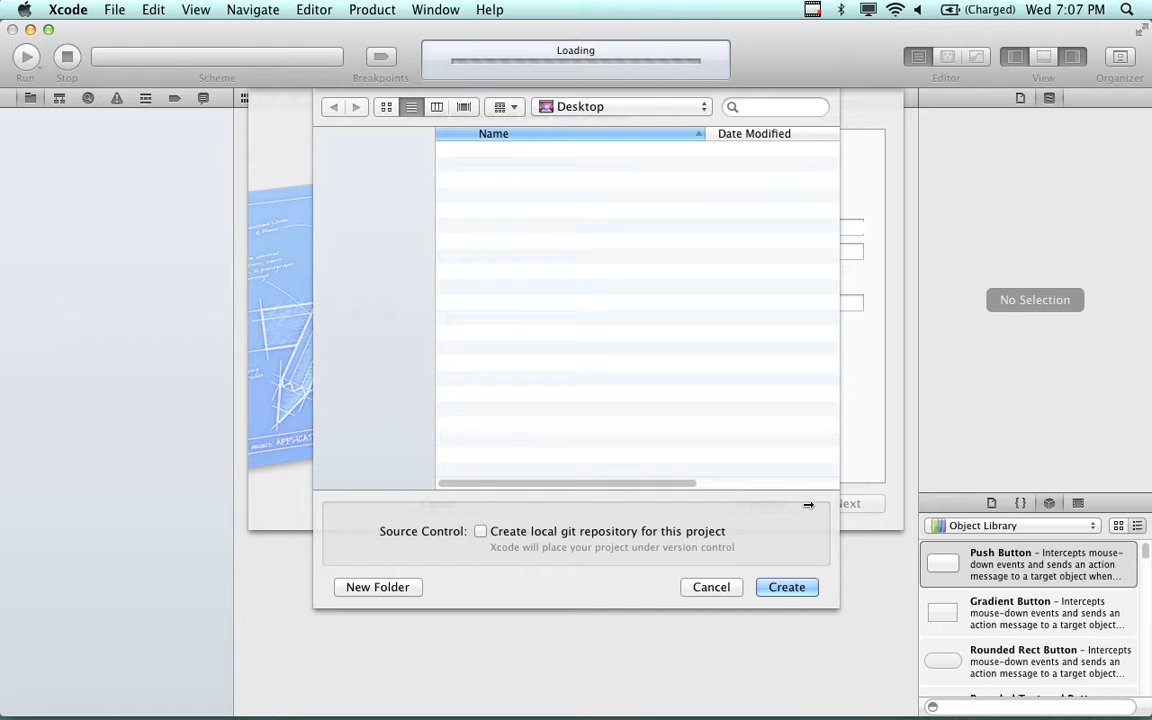 Xcode File Edit View Navigate Editor Product Window Help (Charged) Wed 7:07 PM
Loading
Run Stop Scheme Breakpoints Editor View Organizer
Desktop
Name Date Modified
No Selection
Next
Source Control: Create local git repository for this project
Xcode will place your project under version control
New Folder Cancel Create
PROJECT: APPLICAT
Object Library
Push Button – Intercepts mouse-
down events and sends an
action message to a target object when...
Gradient Button – Intercepts
mouse-down events and sends an
action message to a target object...
Rounded Rect Button – Intercepts
mouse-down events and sends an
action message to a target object...